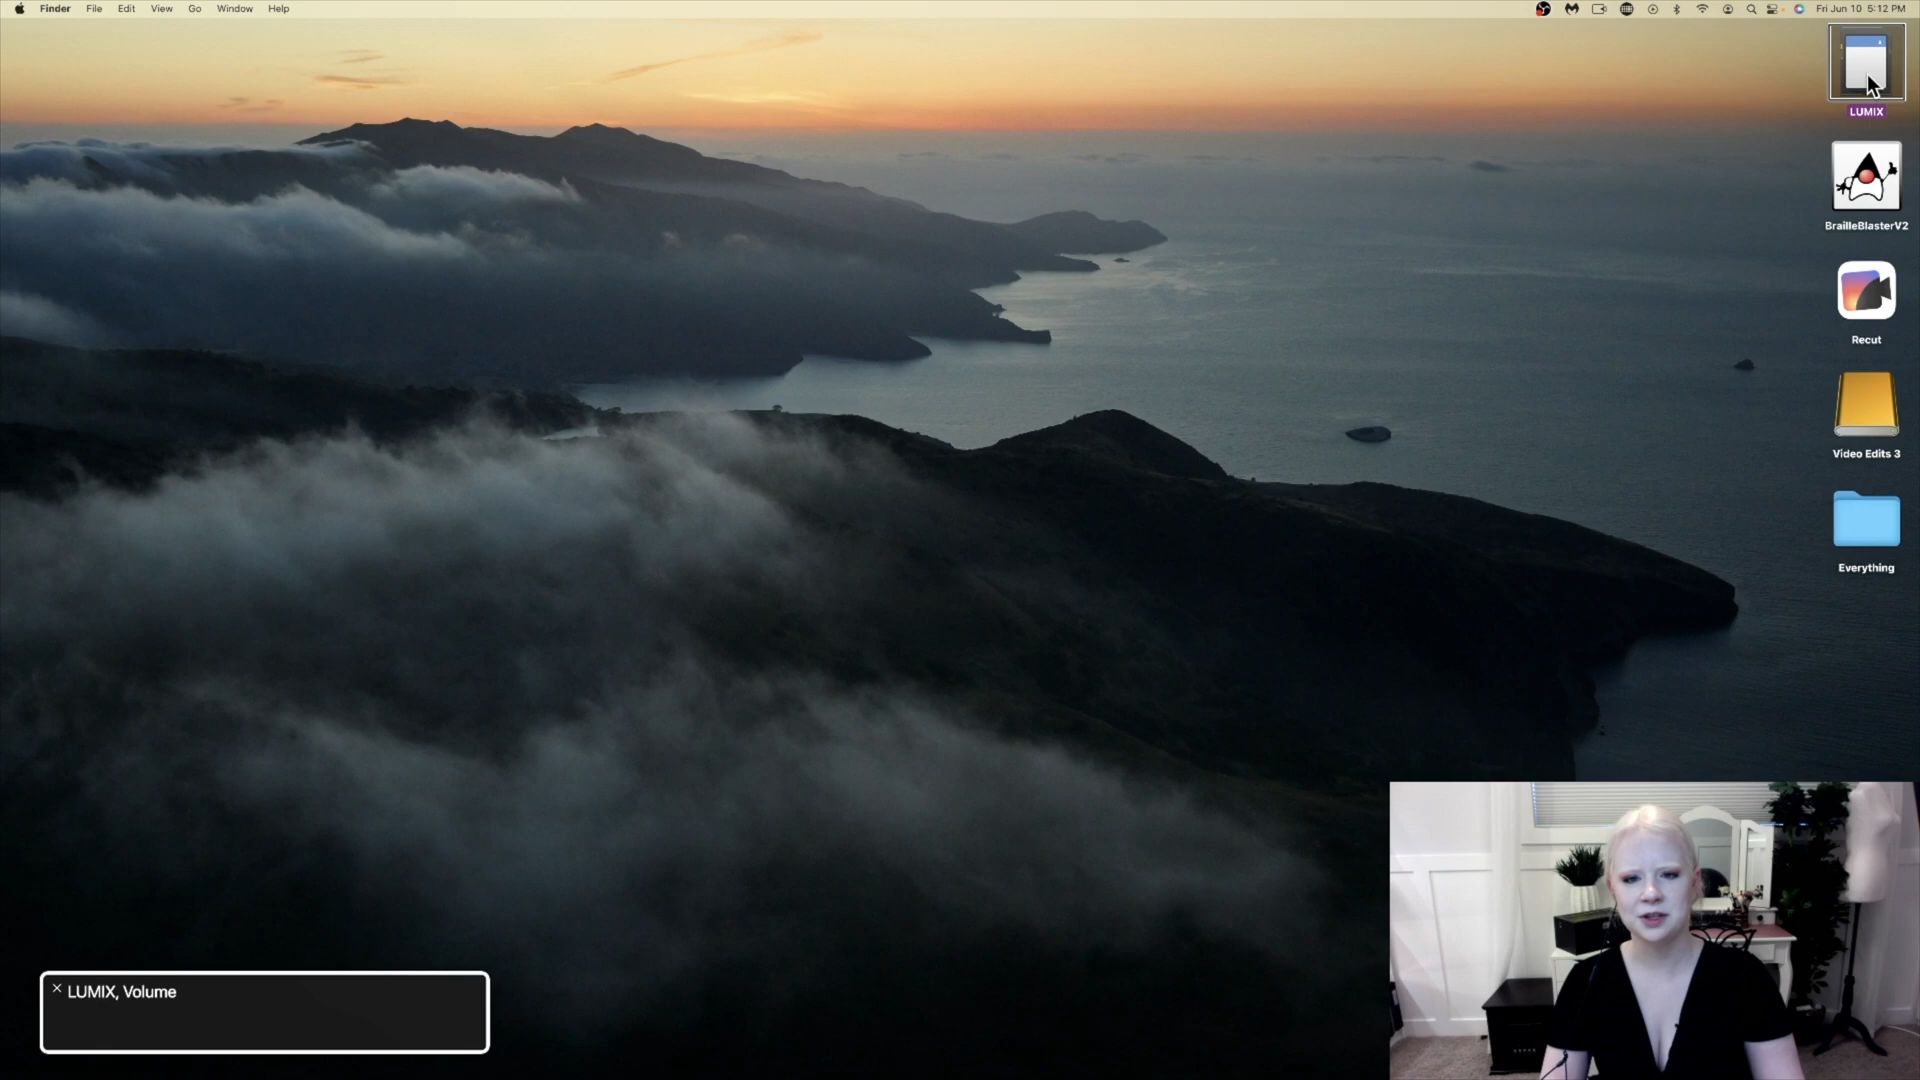 Finder File Edit View Go Window Help Fri Jun 10 5:12 PM
LUMIX
BrailleBlasterV2
Recut
Video Edits 3
Everything
LUMIX, Volume